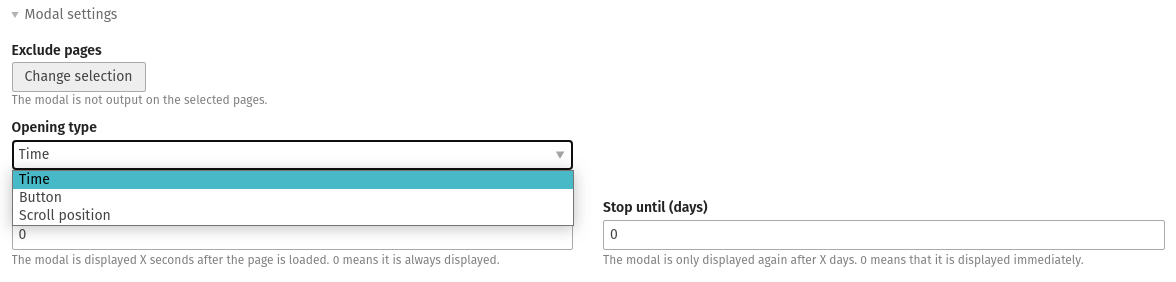 Modal settings
Exclude pages
Change selection
The modal is not output on the selected pages.
Opening type
Time
Time
Button
Scroll position
Stop until (days)
0
0
The modal is displayed X seconds after the page is loaded. 0 means it is always displayed.
The modal is only displayed again after X days. 0 means that it is displayed immediately.